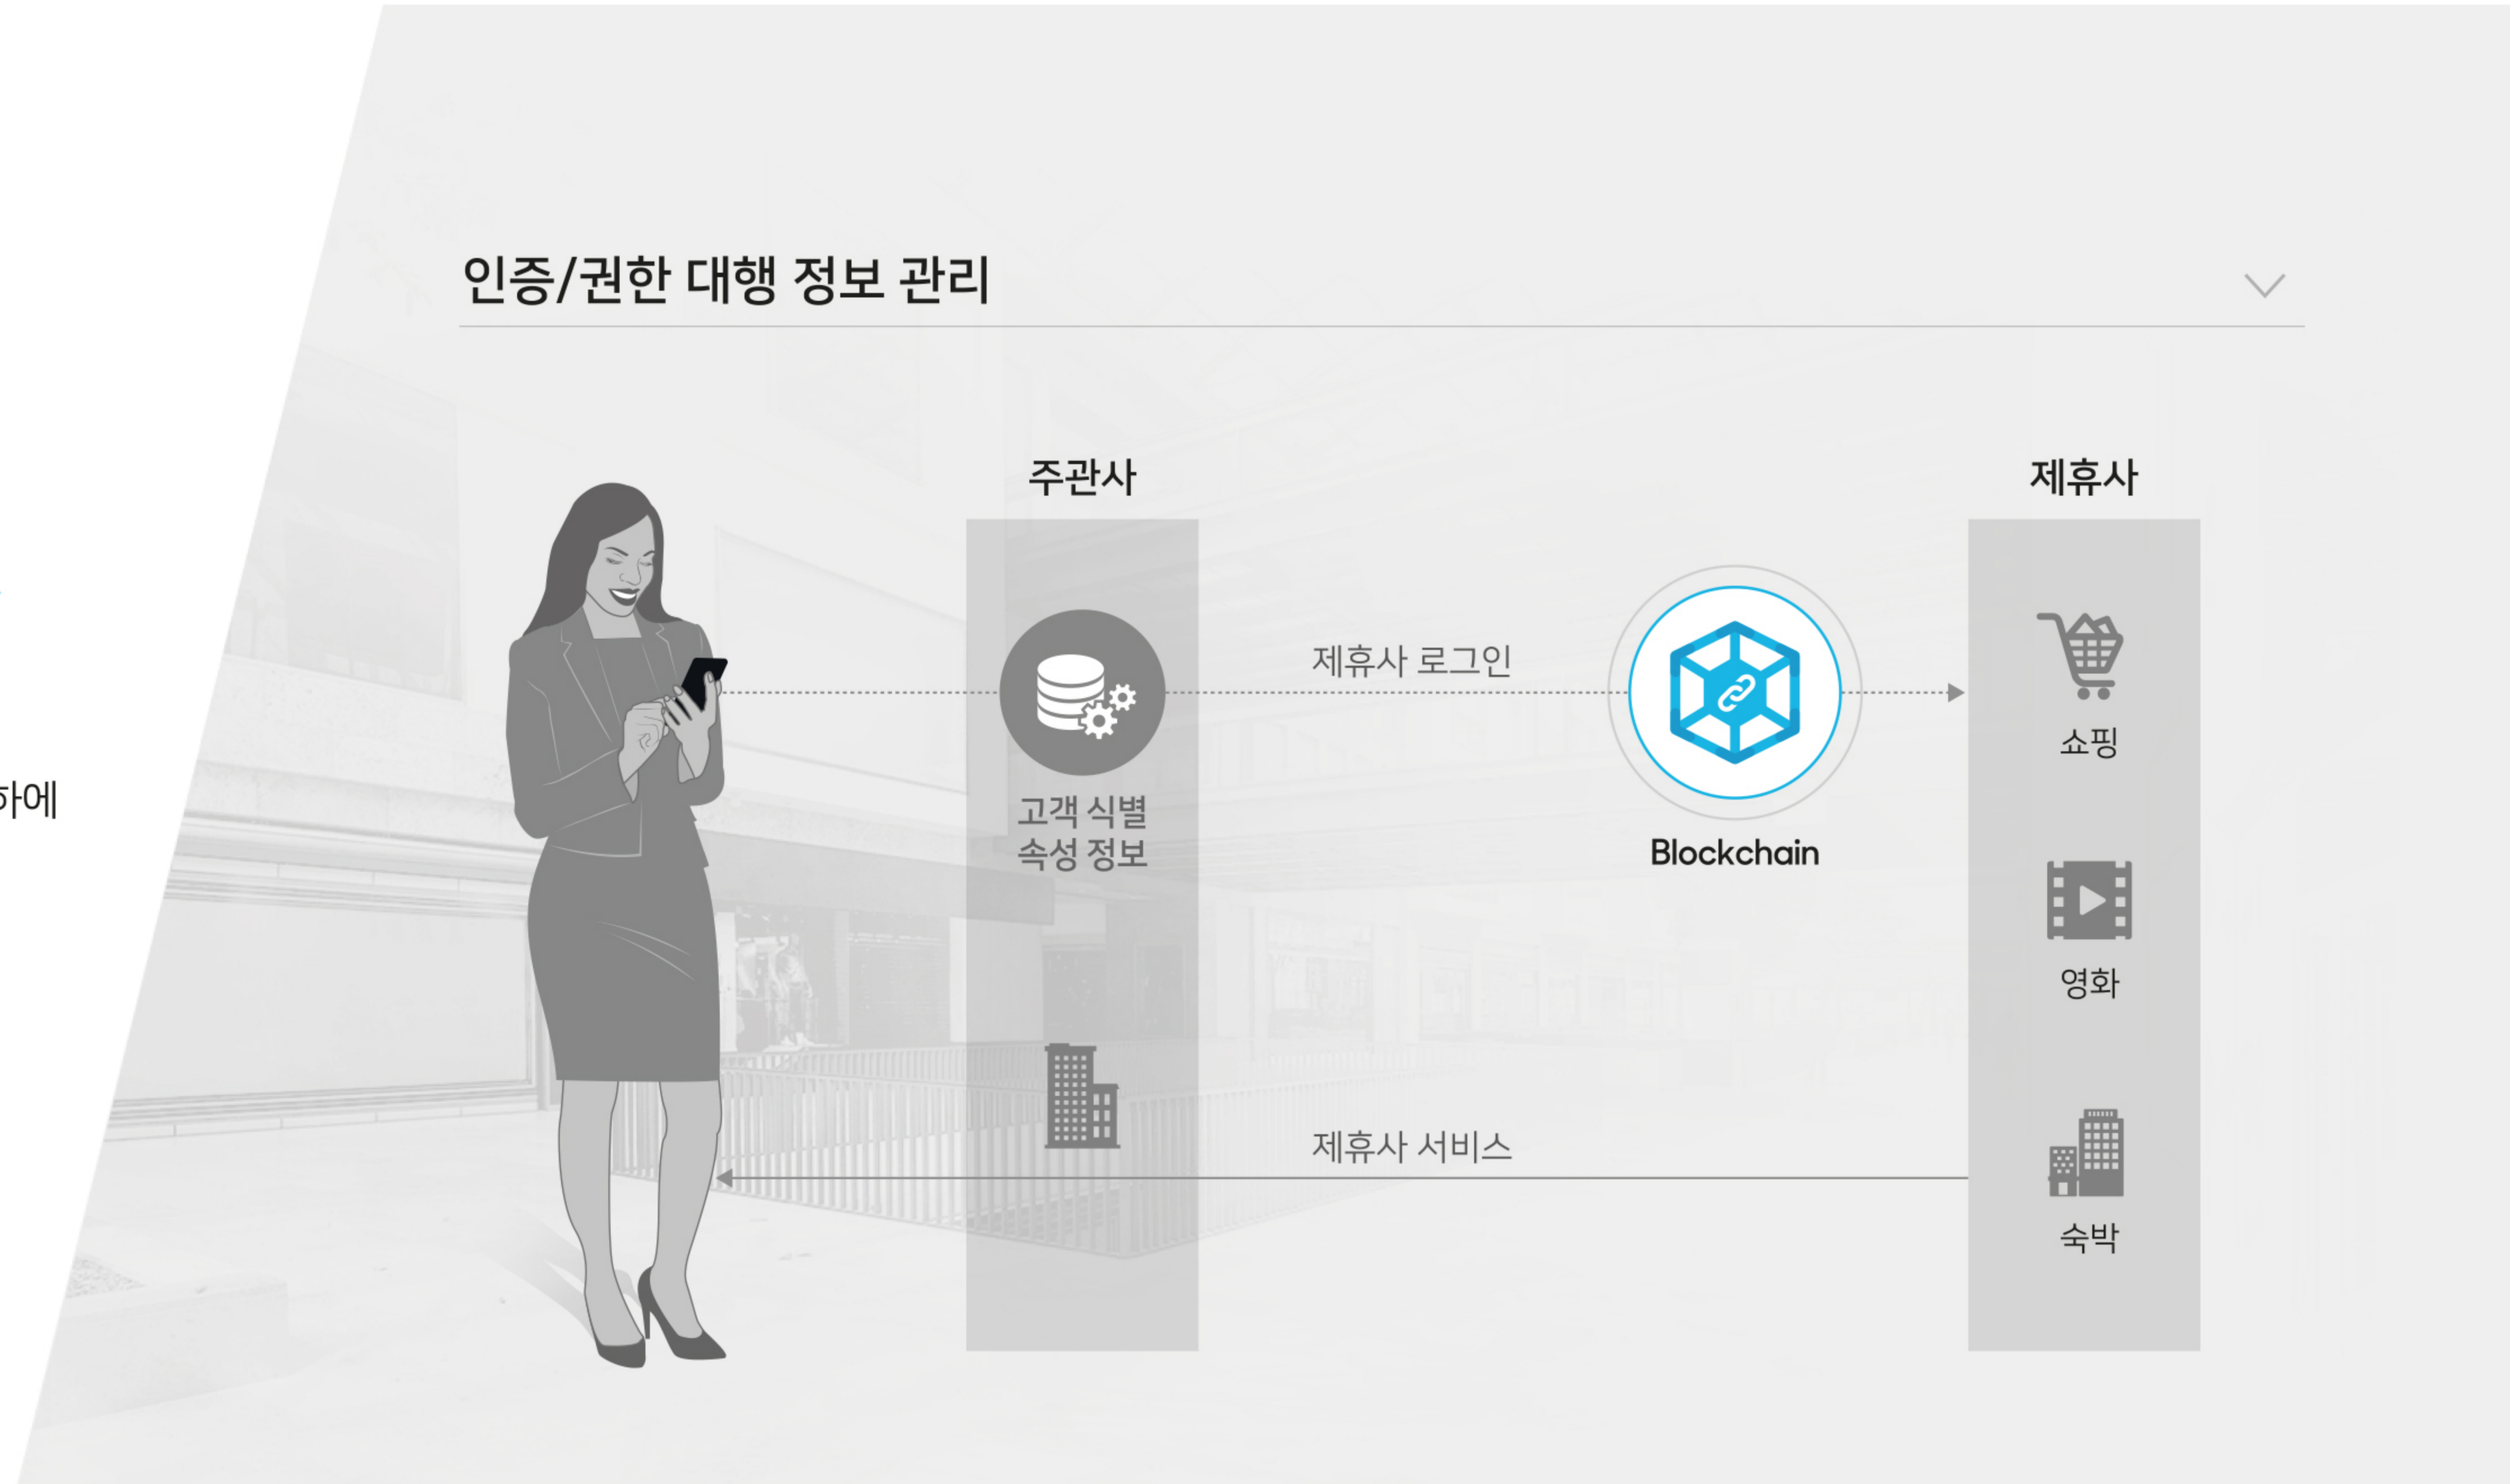 인증/권한 대행 정보 관리
하에
주관사
제휴사
제휴사 로그인
고객 식별
속성 정보
Blockchain
쇼핑
영화
제휴사 서비스
숙박